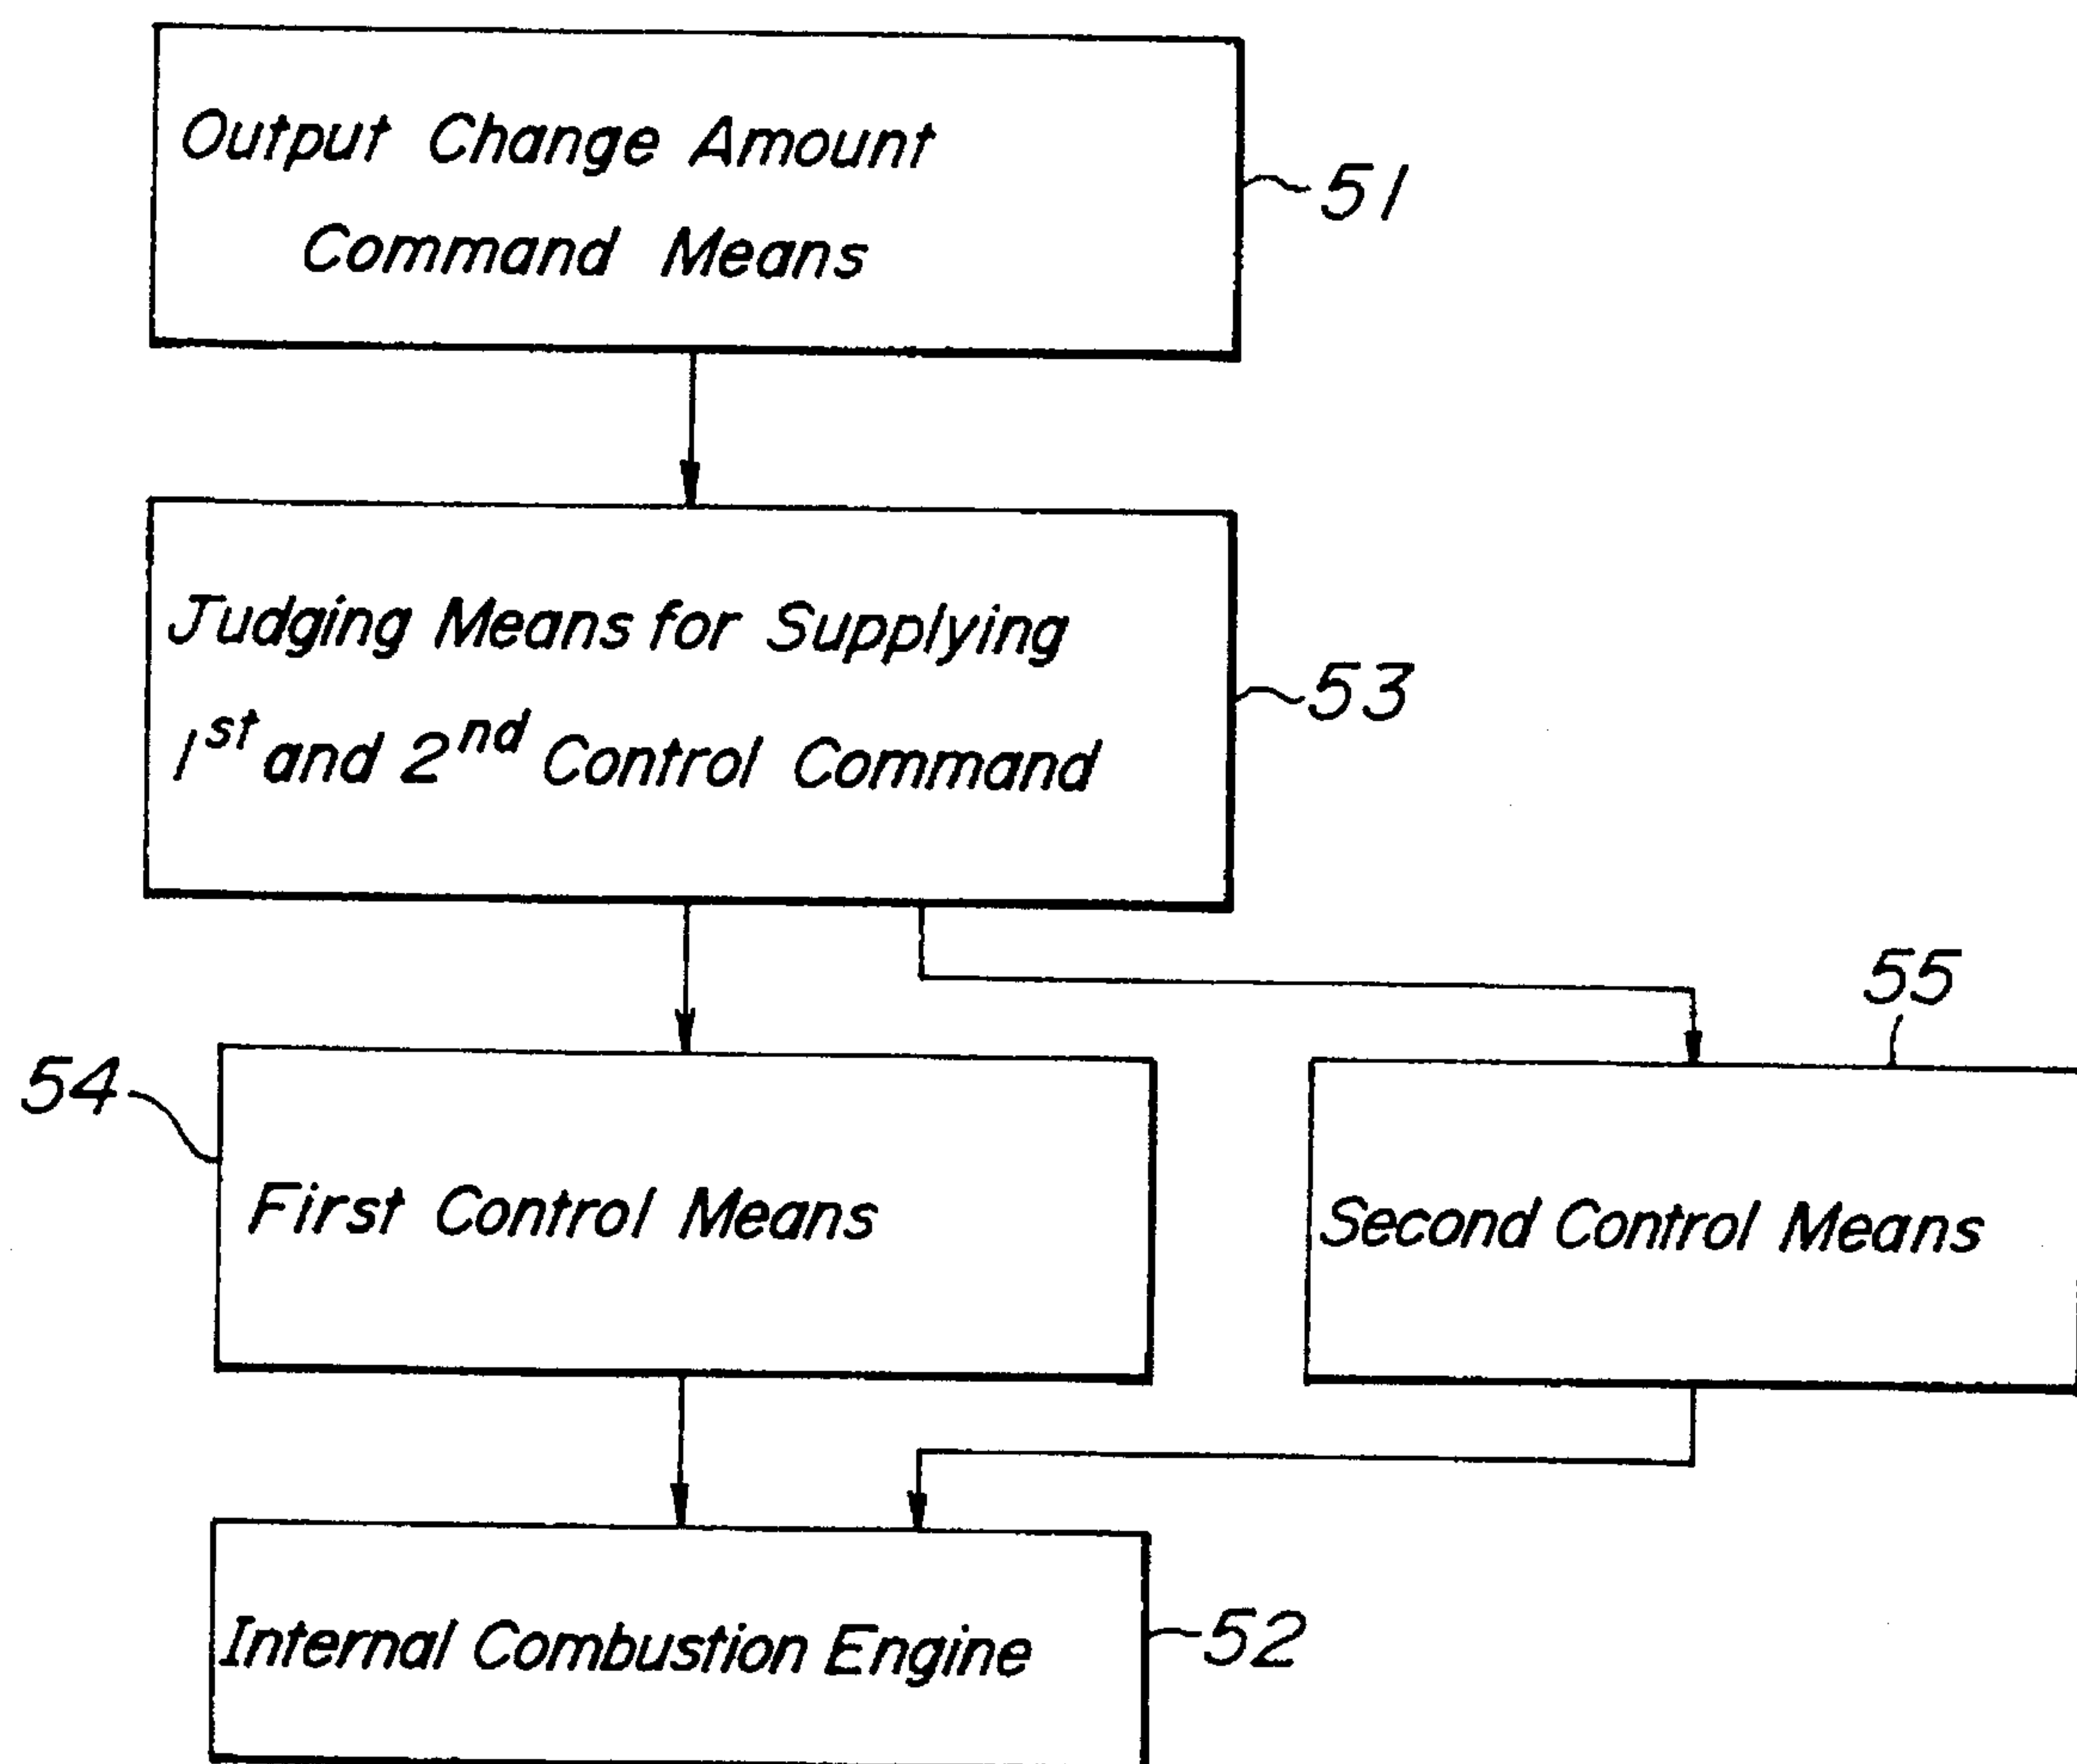 Output Change Amount
Command Means
51
Judging Means for Supplying
1st and 2nd Control Command
53
55
54
First Control Means
Second Control Means
Internal Combustion Engine
52